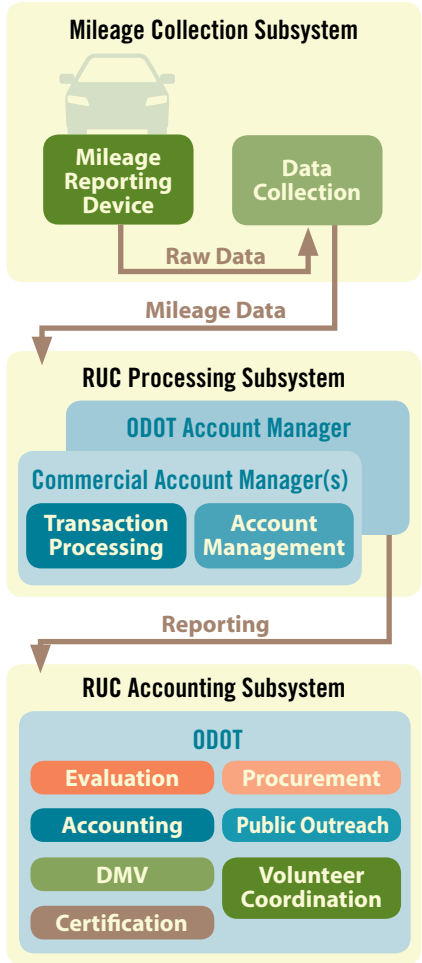 Mileage Collection Subsystem
Mileage
Reporting
Device
Data
Collection
Raw Data
Mileage Data
RUC Processing Subsystem
ODOT Account Manager
Commercial Account Manager(s)
Transaction
Processing
Account
Management
Reporting
RUC Accounting Subsystem
ODOT
Evaluation
Procurement
Accounting
Public Outreach
DMV
Volunteer
Coordination
Certification